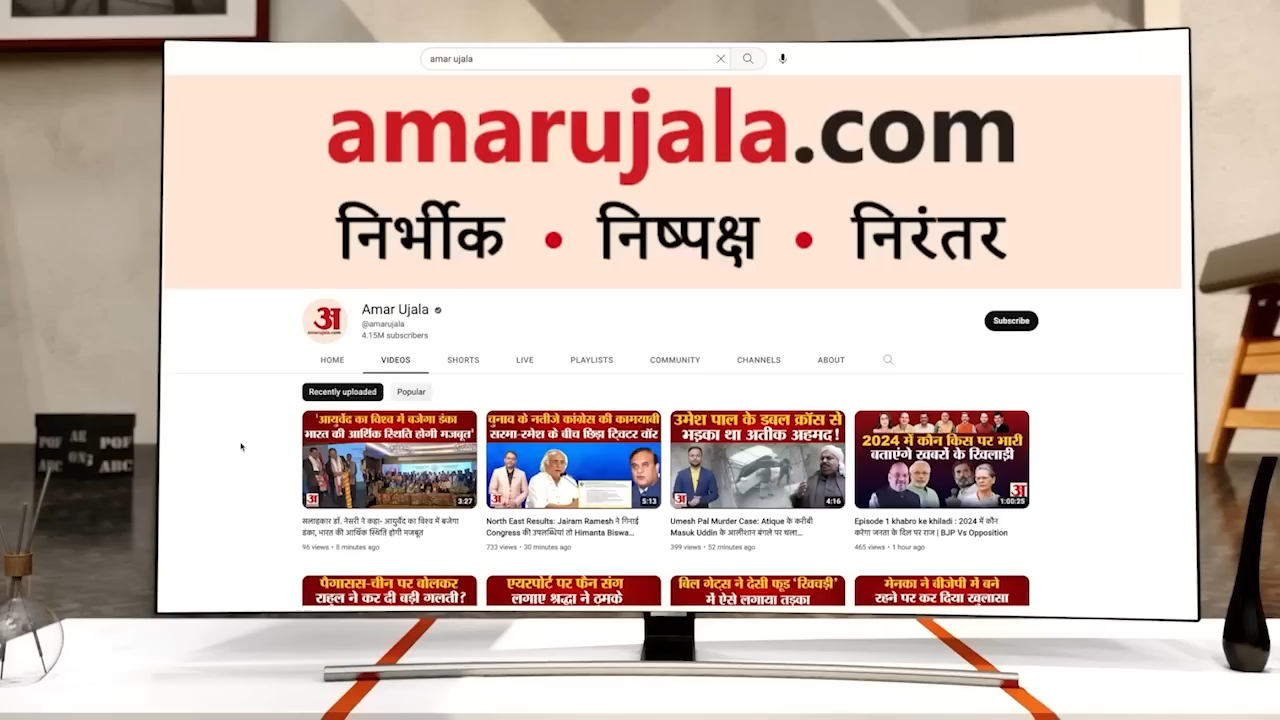 amar ujala
amarujala.com
निर्भीक • निष्पक्ष • निरंतर
अ
amarujala.com
Amar Ujala
@amarujala
4.15M subscribers
Subscribe
HOME VIDEOS SHORTS LIVE PLAYLISTS COMMUNITY CHANNELS ABOUT
Recently uploaded Popular
'आयुर्वेद का विश्व में बजेगा डंका
भारत की आर्थिक स्थिति होगी मजबूत'
अ
3:27
सलाहकार डॉ. नेसरी ने कहा- आयुर्वेद का विश्व में बजेगा
डंका, भारत की आर्थिक स्थिति होगी मजबूत
96 views • 8 minutes ago
चुनाव के नतीजे कांग्रेस की कामयाबी
सरमा-रमेश के बीच छिड़ा ट्विटर वॉर
अ
5:13
North East Results: Jairam Ramesh ने गिनाई
Congress की उपलब्धियां तो Himanta Biswa...
733 views • 30 minutes ago
उमेश पाल के डबल क्रॉस से
भड़का था अतीक अहमद!
अ
4:16
Umesh Pal Murder Case: Atique के करीबी
Masuk Uddin के आलीशान बंगले पर चला...
399 views • 52 minutes ago
2024 में कौन किस पर भारी
बताएंगे खबरों के खिलाड़ी
अ
1:00:25
Episode 1 khabro ke khiladi : 2024 में कौन
करेगा जनता के दिल पर राज | BJP Vs Opposition
465 views • 1 hour ago
पैगासस-चीन पर बोलकर
राहुल ने कर दी बड़ी गलती?
एयरपोर्ट पर फैन संग
लगाए श्रद्धा ने ठुमके
बिल गेट्स ने देसी फूड 'खिचड़ी'
में ऐसे लगाया तड़का
मेनका ने बीजेपी में बने
रहने पर कर दिया खुलासा
POF
ABC
POF
ABC